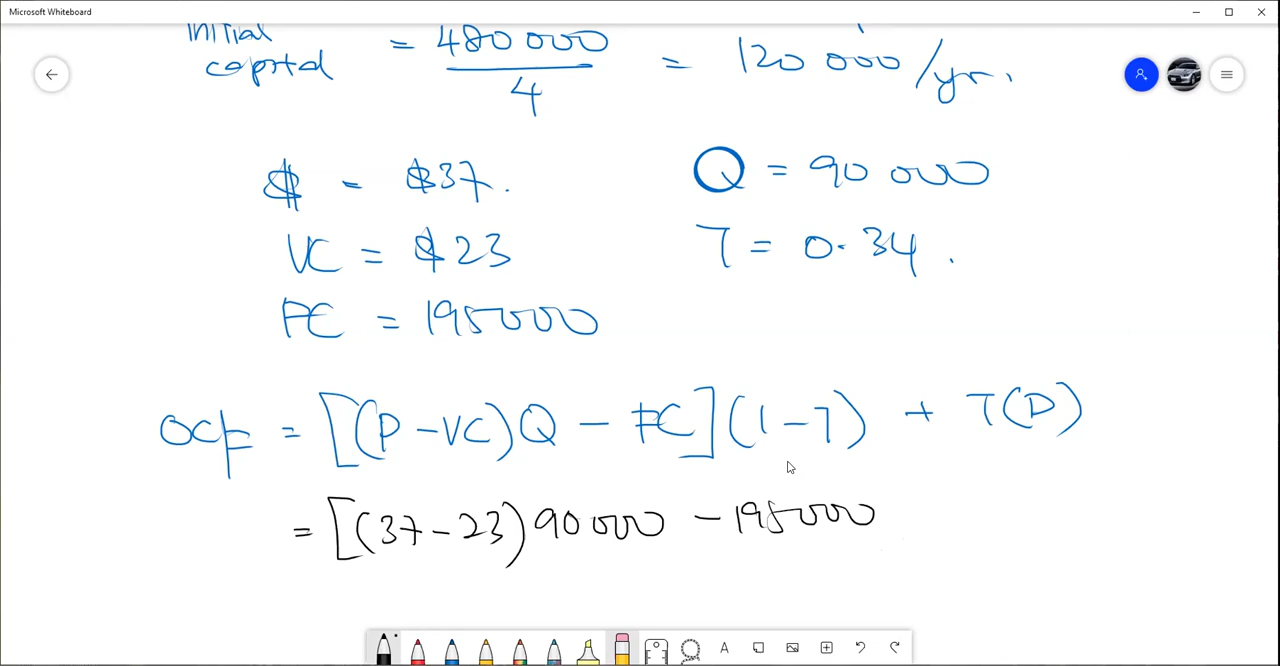 Microsoft Whiteboard
Initial
capital = 480 000 / 4 = 120 000/yr.
$ = $37. Q = 90 000
VC = $23 T = 0.34.
FC = 195000
OCF = [(P - VC)Q - FC](1 - T) + T(D)
= [(37 - 23) 90 000 - 195000
A